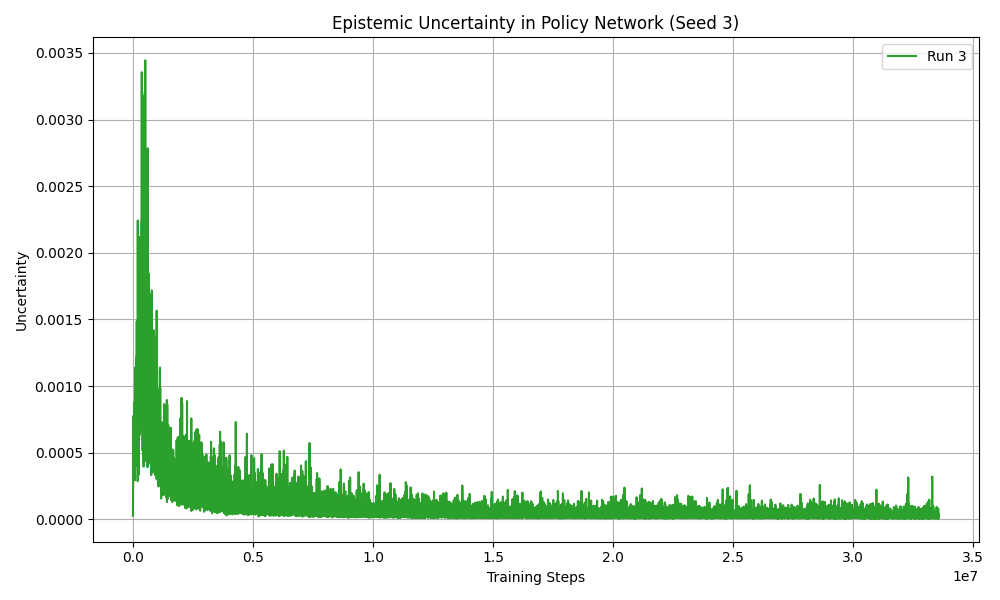 Epistemic Uncertainty in Policy Network (Seed 3)
Run 3
0.0035
0.0030
0.0025
0.0020
0.0015
0.0010
0.0005
0.0000
Uncertainty
0.0 0.5 1.0 1.5 2.0 2.5 3.0 3.5
1e7
Training Steps